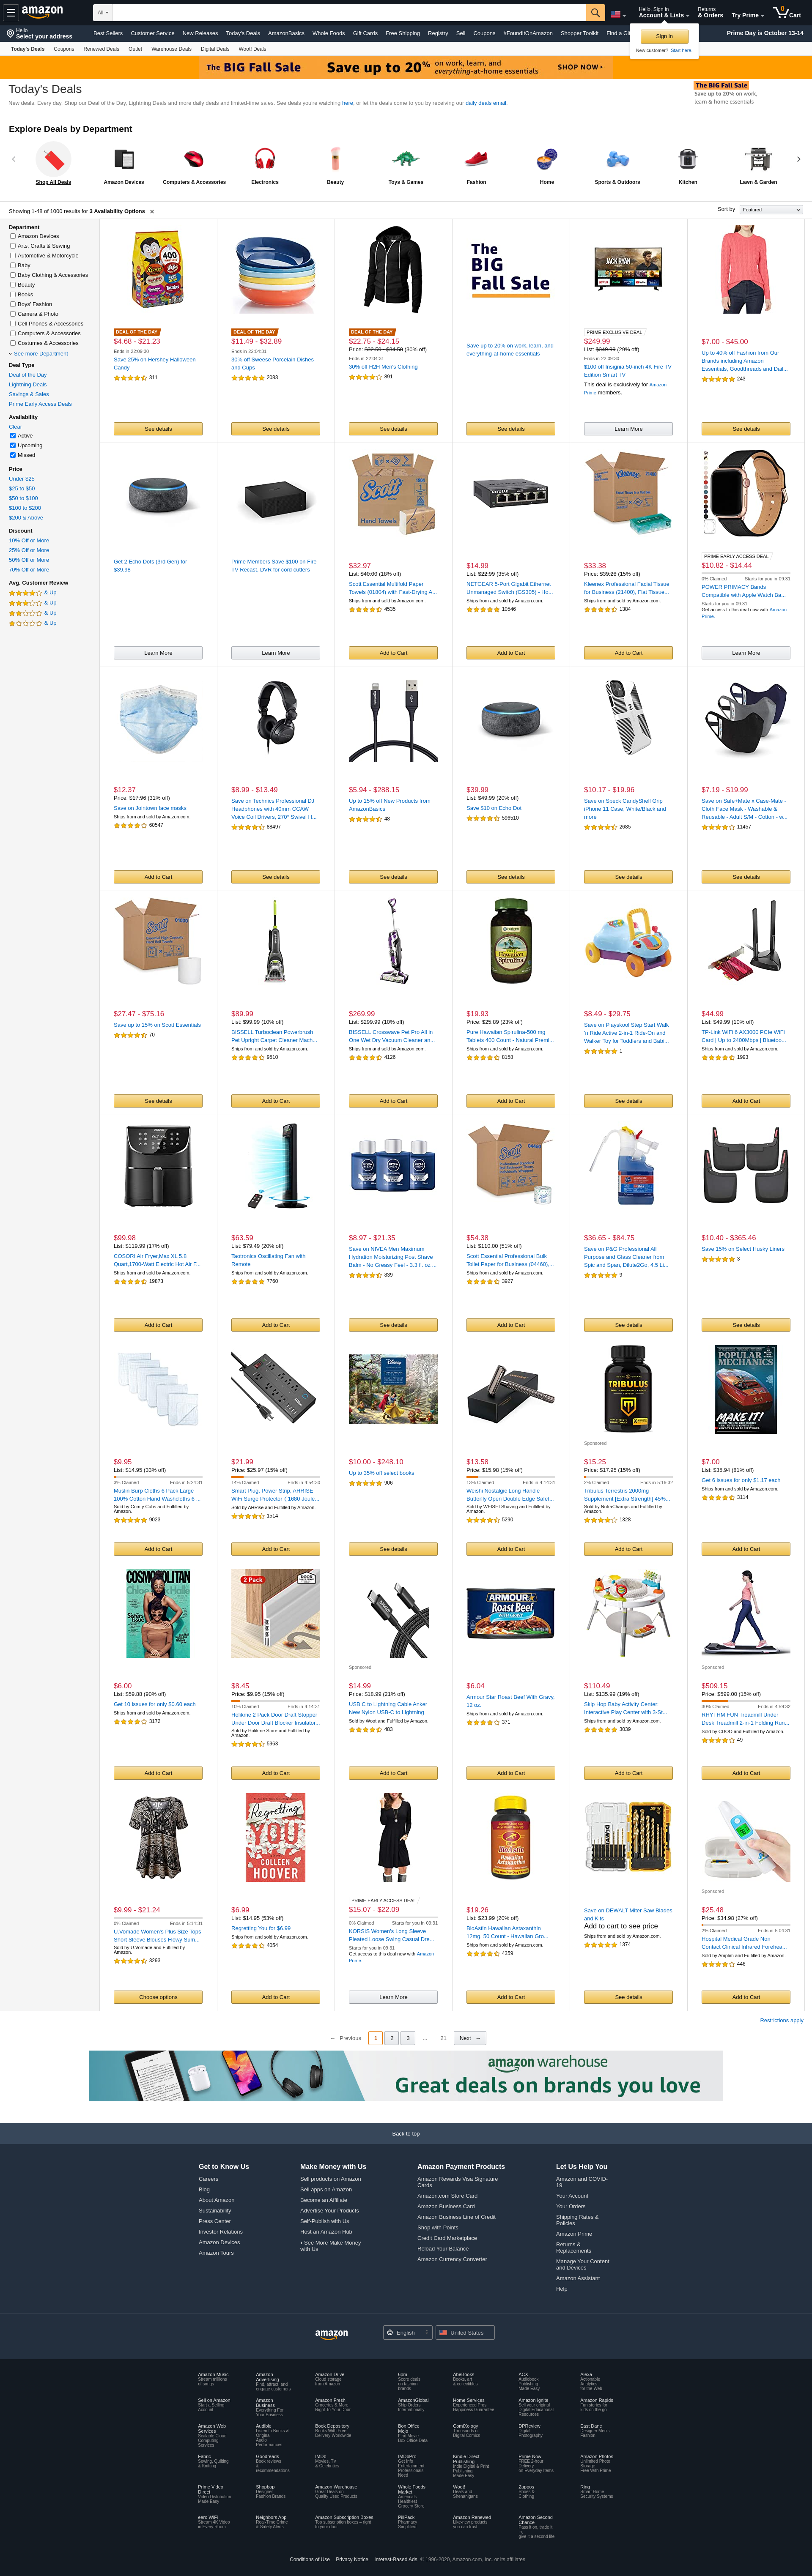 amazon
Hello
Select your address
All
Hello, Sign in
Account & Lists
Returns
& Orders
Try Prime
0
Cart
Best Sellers
Customer Service
New Releases
Today's Deals
AmazonBasics
Whole Foods
Gift Cards
Free Shipping
Registry
Sell
Coupons
#FoundItOnAmazon
Shopper Toolkit
Prime Day is October 13-14
Sign in
New customer? Start here.
Today's Deals
Coupons
Renewed Deals
Outlet
Warehouse Deals
Digital Deals
Woot! Deals
The BIG Fall Sale
Save up to 20% on work, learn, and
everything-at-home essentials
SHOP NOW
Today's Deals
New deals. Every day. Shop our Deal of the Day, Lightning Deals and more daily deals and limited-time sales. See deals you're watching here, or let the deals come to you by receiving our daily deals email.
The BIG Fall Sale
Save up to 20% on work,
learn & home essentials
Explore Deals by Department
Shop All Deals
Amazon Devices
Computers & Accessories
Electronics
Beauty
Toys & Games
Fashion
Home
Sports & Outdoors
Kitchen
Lawn & Garden
Showing 1-48 of 1000 results for 3 Availability Options
Sort by
Featured
Department
Amazon Devices
Arts, Crafts & Sewing
Automotive & Motorcycle
Baby
Baby Clothing & Accessories
Beauty
Books
Boys' Fashion
Camera & Photo
Cell Phones & Accessories
Computers & Accessories
Costumes & Accessories
See more Department
Deal Type
Deal of the Day
Lightning Deals
Savings & Sales
Prime Early Access Deals
Availability
Clear
Active
Upcoming
Missed
Price
Under $25
$25 to $50
$50 to $100
$100 to $200
$200 & Above
Discount
10% Off or More
25% Off or More
50% Off or More
70% Off or More
Avg. Customer Review
& Up
& Up
& Up
& Up
DEAL OF THE DAY
$4.68 - $21.23
Ends in 22:09:30
Save 25% on Hershey Halloween
Candy
311
See details
DEAL OF THE DAY
$11.49 - $32.89
Ends in 22:04:31
30% off Sweese Porcelain Dishes
and Cups
2083
See details
DEAL OF THE DAY
$22.75 - $24.15
Price: $32.50 - $34.50 (30% off)
Ends in 22:04:31
30% off H2H Men's Clothing
891
See details
The
BIG
Fall Sale
Save up to 20% on work, learn, and
everything-at-home essentials
See details
JACK RYAN
PRIME EXCLUSIVE DEAL
$249.99
List: $349.99 (29% off)
Ends in 22:09:30
$100 off Insignia 50-inch 4K Fire TV
Edition Smart TV
This deal is exclusively for Amazon
Prime members.
Learn More
$7.00 - $45.00
Up to 40% off Fashion from Our
Brands including Amazon
Essentials, Goodthreads and Dail...
243
See details
Get 2 Echo Dots (3rd Gen) for
$39.98
Learn More
Prime Members Save $100 on Fire
TV Recast, DVR for cord cutters
Learn More
Scott
Hand Towels
$32.97
List: $40.00 (18% off)
Scott Essential Multifold Paper
Towels (01804) with Fast-Drying A...
Ships from and sold by Amazon.com.
4535
Add to Cart
NETGEAR
$14.99
List: $22.99 (35% off)
NETGEAR 5-Port Gigabit Ethernet
Unmanaged Switch (GS305) - Ho...
Ships from and sold by Amazon.com.
10546
Add to Cart
Kleenex
$33.38
Price: $39.28 (15% off)
Kleenex Professional Facial Tissue
for Business (21400), Flat Tissue...
Ships from and sold by Amazon.com.
1384
Add to Cart
PRIME EARLY ACCESS DEAL
$10.82 - $14.44
0% Claimed
Starts for you in 09:31
POWER PRIMACY Bands
Compatible with Apple Watch Ba...
Starts for you in 09:31
Get access to this deal now with Amazon
Prime.
Learn More
$12.37
Price: $17.96 (31% off)
Save on Jointown face masks
Ships from and sold by Amazon.com.
60547
Add to Cart
$8.99 - $13.49
Save on Technics Professional DJ
Headphones with 40mm CCAW
Voice Coil Drivers, 270° Swivel H...
88497
See details
$5.94 - $288.15
Up to 15% off New Products from
AmazonBasics
48
See details
$39.99
List: $49.99 (20% off)
Save $10 on Echo Dot
596510
See details
$10.17 - $19.96
Save on Speck CandyShell Grip
iPhone 11 Case, White/Black and
more
2685
See details
$7.19 - $19.99
Save on Safe+Mate x Case-Mate -
Cloth Face Mask - Washable &
Reusable - Adult S/M - Cotton - w...
11457
See details
Scott
$27.47 - $75.16
Save up to 15% on Scott Essentials
70
See details
$89.99
List: $99.99 (10% off)
BISSELL Turboclean Powerbrush
Pet Upright Carpet Cleaner Mach...
Ships from and sold by Amazon.com.
9510
Add to Cart
$269.99
List: $299.99 (10% off)
BISSELL Crosswave Pet Pro All in
One Wet Dry Vacuum Cleaner an...
Ships from and sold by Amazon.com.
4126
Add to Cart
Hawaiian
Spirulina
$19.93
Price: $25.89 (23% off)
Pure Hawaiian Spirulina-500 mg
Tablets 400 Count - Natural Premi...
Ships from and sold by Amazon.com.
8158
Add to Cart
$8.49 - $29.75
Save on Playskool Step Start Walk
'n Ride Active 2-in-1 Ride-On and
Walker Toy for Toddlers and Babi...
1
See details
$44.99
List: $49.99 (10% off)
TP-Link WiFi 6 AX3000 PCIe WiFi
Card | Up to 2400Mbps | Bluetoo...
Ships from and sold by Amazon.com.
1993
Add to Cart
$99.98
List: $119.99 (17% off)
COSORI Air Fryer,Max XL 5.8
Quart,1700-Watt Electric Hot Air F...
Ships from and sold by Amazon.com.
19873
Add to Cart
$63.59
List: $79.49 (20% off)
Taotronics Oscillating Fan with
Remote
Ships from and sold by Amazon.com.
7760
Add to Cart
NIVEA NIVEA NIVEA
$8.97 - $21.35
Save on NIVEA Men Maximum
Hydration Moisturizing Post Shave
Balm - No Greasy Feel - 3.3 fl. oz ...
839
See details
Scott
$54.38
List: $110.00 (51% off)
Scott Essential Professional Bulk
Toilet Paper for Business (04460),...
Ships from and sold by Amazon.com.
3927
Add to Cart
$36.65 - $84.75
Save on P&G Professional All
Purpose and Glass Cleaner from
Spic and Span, Dilute2Go, 4.5 Li...
9
See details
$10.40 - $365.46
Save 15% on Select Husky Liners
3
See details
$9.95
List: $14.95 (33% off)
3% Claimed
Ends in 5:24:31
Muslin Burp Cloths 6 Pack Large
100% Cotton Hand Washcloths 6 ...
Sold by Comfy Cubs and Fulfilled by
Amazon.
9023
Add to Cart
$21.99
Price: $25.97 (15% off)
14% Claimed
Ends in 4:54:30
Smart Plug, Power Strip, AHRISE
WiFi Surge Protector ( 1680 Joule...
Sold by AHRise and Fulfilled by Amazon.
1514
Add to Cart
Disney
$10.00 - $248.10
Up to 35% off select books
906
See details
$13.58
List: $15.98 (15% off)
13% Claimed
Ends in 4:14:31
Weishi Nostalgic Long Handle
Butterfly Open Double Edge Safet...
Sold by WEISHI Shaving and Fulfilled by
Amazon.
5290
Add to Cart
TRIBULUS
Sponsored
$15.25
Price: $17.95 (15% off)
2% Claimed
Ends in 5:19:32
Tribulus Terrestris 2000mg
Supplement [Extra Strength] 45%...
Sold by NutraChamps and Fulfilled by
Amazon.
1328
Add to Cart
POPULAR
MECHANICS
MAKE IT!
$7.00
List: $35.94 (81% off)
Get 6 issues for only $1.17 each
Ships from and sold by Amazon.com.
3114
Add to Cart
COSMOPOLITAN
$6.00
List: $59.88 (90% off)
Get 10 issues for only $0.60 each
Ships from and sold by Amazon.com.
3172
Add to Cart
2 Pack
$8.45
Price: $9.95 (15% off)
10% Claimed
Ends in 4:14:31
Holikme 2 Pack Door Draft Stopper
Under Door Draft Blocker Insulator...
Sold by Holikme Store and Fulfilled by
Amazon.
5963
Add to Cart
Sponsored
$14.99
List: $18.99 (21% off)
USB C to Lightning Cable Anker
New Nylon USB-C to Lightning
Sold by Woot and Fulfilled by Amazon.
483
Add to Cart
ARMOUR
Roast Beef
$6.04
Armour Star Roast Beef With Gravy,
12 oz.
Ships from and sold by Amazon.com.
371
Add to Cart
$110.49
List: $135.99 (19% off)
Skip Hop Baby Activity Center:
Interactive Play Center with 3-St...
Ships from and sold by Amazon.com.
3039
Add to Cart
Sponsored
$509.15
Price: $599.00 (15% off)
30% Claimed
Ends in 4:59:32
RHYTHM FUN Treadmill Under
Desk Treadmill 2-in-1 Folding Run...
Sold by CDOO and Fulfilled by Amazon.
49
Add to Cart
$9.99 - $21.24
0% Claimed
Ends in 5:14:31
U.Vomade Women's Plus Size Tops
Short Sleeve Blouses Flowy Sum...
Sold by U.Vomade and Fulfilled by
Amazon.
3293
Choose options
Regretting
YOU
COLLEEN
HOOVER
$6.99
List: $14.95 (53% off)
Regretting You for $6.99
Ships from and sold by Amazon.com.
4054
Add to Cart
PRIME EARLY ACCESS DEAL
$15.07 - $22.09
0% Claimed
Starts for you in 09:31
KORSIS Women's Long Sleeve
Pleated Loose Swing Casual Dre...
Starts for you in 09:31
Get access to this deal now with Amazon
Prime.
Learn More
BioAstin
Hawaiian
Astaxanthin
$19.26
List: $23.99 (20% off)
BioAstin Hawaiian Astaxanthin
12mg, 50 Count - Hawaiian Gro...
Ships from and sold by Amazon.com.
4359
Add to Cart
DEWALT
Save on DEWALT Miter Saw Blades
and Kits
Add to cart to see price
Ships from and sold by Amazon.com.
1374
See details
Sponsored
$25.48
Price: $34.98 (27% off)
2% Claimed
Ends in 5:04:31
Hospital Medical Grade Non
Contact Clinical Infrared Forehea...
Sold by Amplim and Fulfilled by Amazon.
446
Add to Cart
Restrictions apply
← Previous
1
2
3
...
21
Next →
amazon warehouse
Great deals on brands you love
Back to top
Get to Know Us
Careers
Blog
About Amazon
Sustainability
Press Center
Investor Relations
Amazon Devices
Amazon Tours
Make Money with Us
Sell products on Amazon
Sell apps on Amazon
Become an Affiliate
Advertise Your Products
Self-Publish with Us
Host an Amazon Hub
› See More Make Money
with Us
Amazon Payment Products
Amazon Rewards Visa Signature
Cards
Amazon.com Store Card
Amazon Business Card
Amazon Business Line of Credit
Shop with Points
Credit Card Marketplace
Reload Your Balance
Amazon Currency Converter
Let Us Help You
Amazon and COVID-
19
Your Account
Your Orders
Shipping Rates &
Policies
Amazon Prime
Returns &
Replacements
Manage Your Content
and Devices
Amazon Assistant
Help
amazon
English
United States
Amazon Music
Stream millions
of songs
Amazon
Advertising
Find, attract, and
engage customers
Amazon Drive
Cloud storage
from Amazon
6pm
Score deals
on fashion
brands
AbeBooks
Books, art
& collectibles
ACX
Audiobook
Publishing
Made Easy
Alexa
Actionable
Analytics
for the Web
Sell on Amazon
Start a Selling
Account
Amazon
Business
Everything For
Your Business
Amazon Fresh
Groceries & More
Right To Your Door
AmazonGlobal
Ship Orders
Internationally
Home Services
Experienced Pros
Happiness Guarantee
Amazon Ignite
Sell your original
Digital Educational
Resources
Amazon Rapids
Fun stories for
kids on the go
Amazon Web
Services
Scalable Cloud
Computing
Services
Audible
Listen to Books &
Original
Audio
Performances
Book Depository
Books With Free
Delivery Worldwide
Box Office
Mojo
Find Movie
Box Office Data
ComiXology
Thousands of
Digital Comics
DPReview
Digital
Photography
East Dane
Designer Men's
Fashion
Fabric
Sewing, Quilting
& Knitting
Goodreads
Book reviews
&
recommendations
IMDb
Movies, TV
& Celebrities
IMDbPro
Get Info
Entertainment
Professionals
Need
Kindle Direct
Publishing
Indie Digital & Print
Publishing
Made Easy
Prime Now
FREE 2-hour
Delivery
on Everyday Items
Amazon Photos
Unlimited Photo
Storage
Free With Prime
Prime Video
Direct
Video Distribution
Made Easy
Shopbop
Designer
Fashion Brands
Amazon Warehouse
Great Deals on
Quality Used Products
Whole Foods
Market
America's
Healthiest
Grocery Store
Woot!
Deals and
Shenanigans
Zappos
Shoes &
Clothing
Ring
Smart Home
Security Systems
eero WiFi
Stream 4K Video
in Every Room
Neighbors App
Real-Time Crime
& Safety Alerts
Amazon Subscription Boxes
Top subscription boxes – right
to your door
PillPack
Pharmacy
Simplified
Amazon Renewed
Like-new products
you can trust
Amazon Second
Chance
Pass it on, trade it
in,
give it a second life
Conditions of Use
Privacy Notice
Interest-Based Ads
© 1996-2020, Amazon.com, Inc. or its affiliates